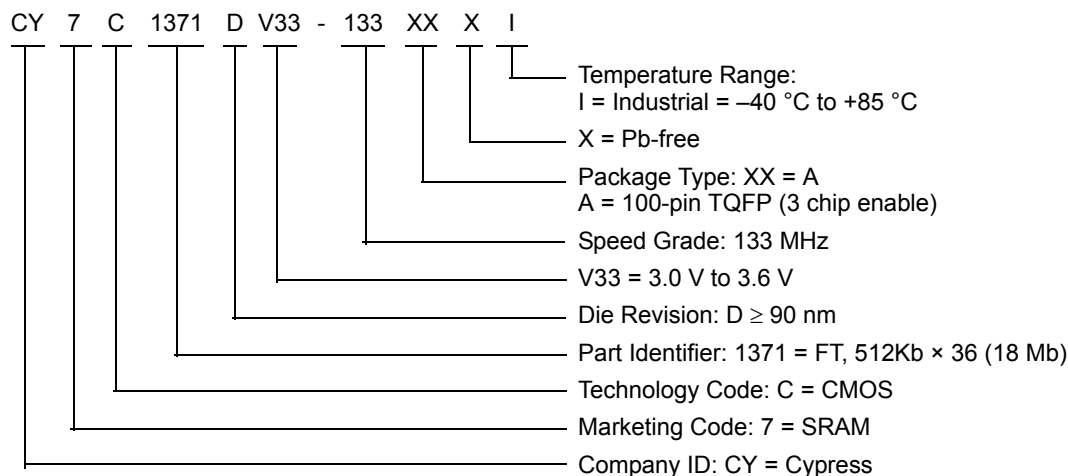 CY 7 C 1371 D V33 - 133 XX X I
Temperature Range:
I = Industrial = –40 °C to +85 °C
X = Pb-free
Package Type: XX = A
A = 100-pin TQFP (3 chip enable)
Speed Grade: 133 MHz
V33 = 3.0 V to 3.6 V
Die Revision: D ≥ 90 nm
Part Identifier: 1371 = FT, 512Kb × 36 (18 Mb)
Technology Code: C = CMOS
Marketing Code: 7 = SRAM
Company ID: CY = Cypress